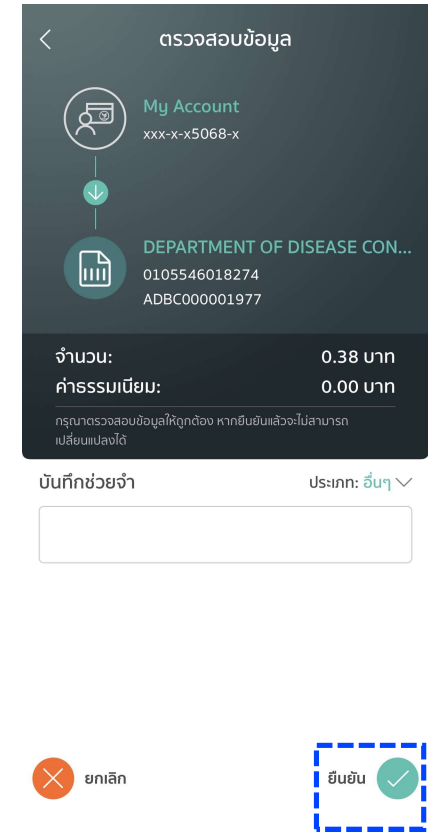 ตรวจสอบข้อมูล
My Account
xxx-x-x5068-x
DEPARTMENT OF DISEASE CON...
0105546018274
ADBC000001977
จำนวน: 0.38 บาท
ค่าธรรมเนียม: 0.00 บาท
กรุณาตรวจสอบข้อมูลให้ถูกต้อง หากยืนยันแล้วจะไม่สามารถ
เปลี่ยนแปลงได้
บันทึกช่วยจำ ประเภท: อื่นๆ
ยกเลิก ยืนยัน